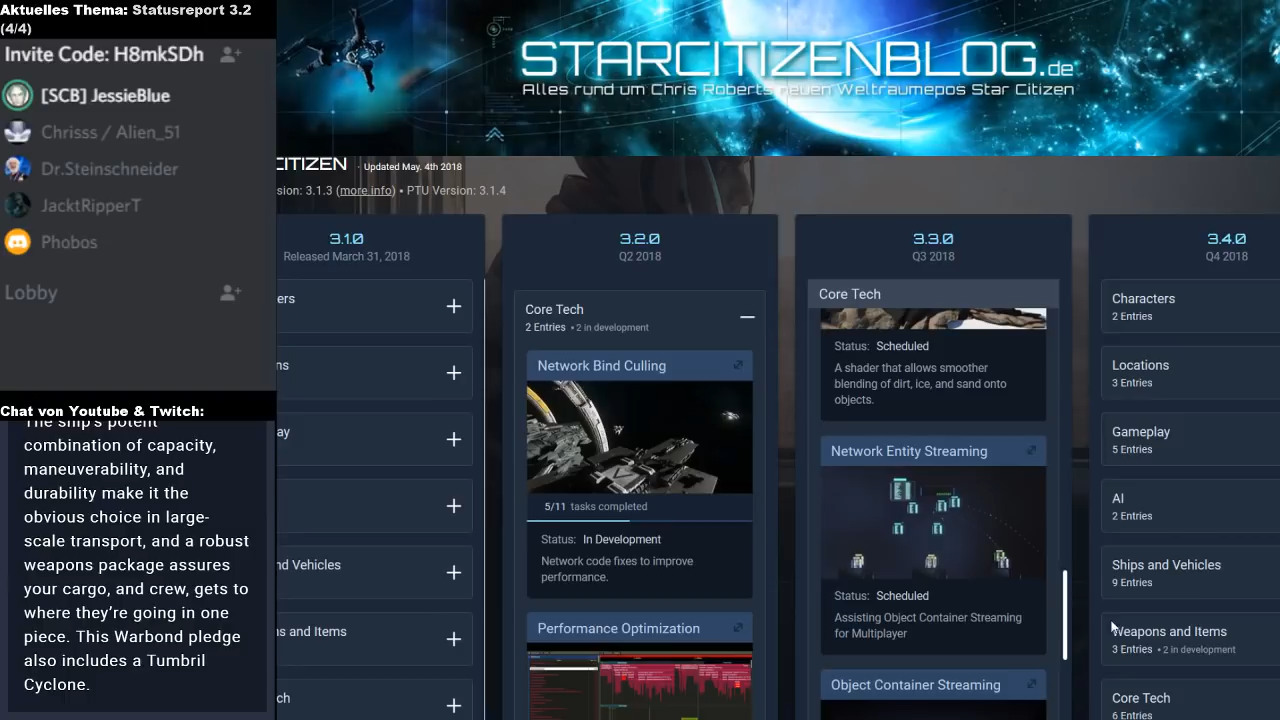 Aktuelles Thema: Statusreport 3.2
(4/4)
Invite Code: H8mkSDh
[SCB] JessieBlue
Chrisss / Alien_51
Dr.Steinschneider
JacktRipperT
Phobos
Lobby
Chat von Youtube & Twitch:
The ship's potent
combination of capacity,
maneuverability, and
durability make it the
obvious choice in large-
scale transport, and a robust
weapons package assures
your cargo, and crew, gets to
where they're going in one
piece. This Warbond pledge
also includes a Tumbril
Cyclone.
STARCITIZENBLOG.de
Alles rund um Chris Roberts neuen Weltraumepos Star Citizen
CITIZEN · Updated May. 4th 2018
sion: 3.1.3 (more info) • PTU Version: 3.1.4
3.1.0
Released March 31, 2018
ers
ns
ay
nd Vehicles
ns and Items
ch
3.2.0
Q2 2018
Core Tech
2 Entries • 2 in development
Network Bind Culling
5/11 tasks completed
Status: In Development
Network code fixes to improve
performance.
Performance Optimization
3.3.0
Q3 2018
Core Tech
Status: Scheduled
A shader that allows smoother
blending of dirt, ice, and sand onto
objects.
Network Entity Streaming
Status: Scheduled
Assisting Object Container Streaming
for Multiplayer
Object Container Streaming
3.4.0
Q4 2018
Characters
2 Entries
Locations
3 Entries
Gameplay
5 Entries
AI
2 Entries
Ships and Vehicles
9 Entries
Weapons and Items
3 Entries • 2 in development
Core Tech
6 Entries